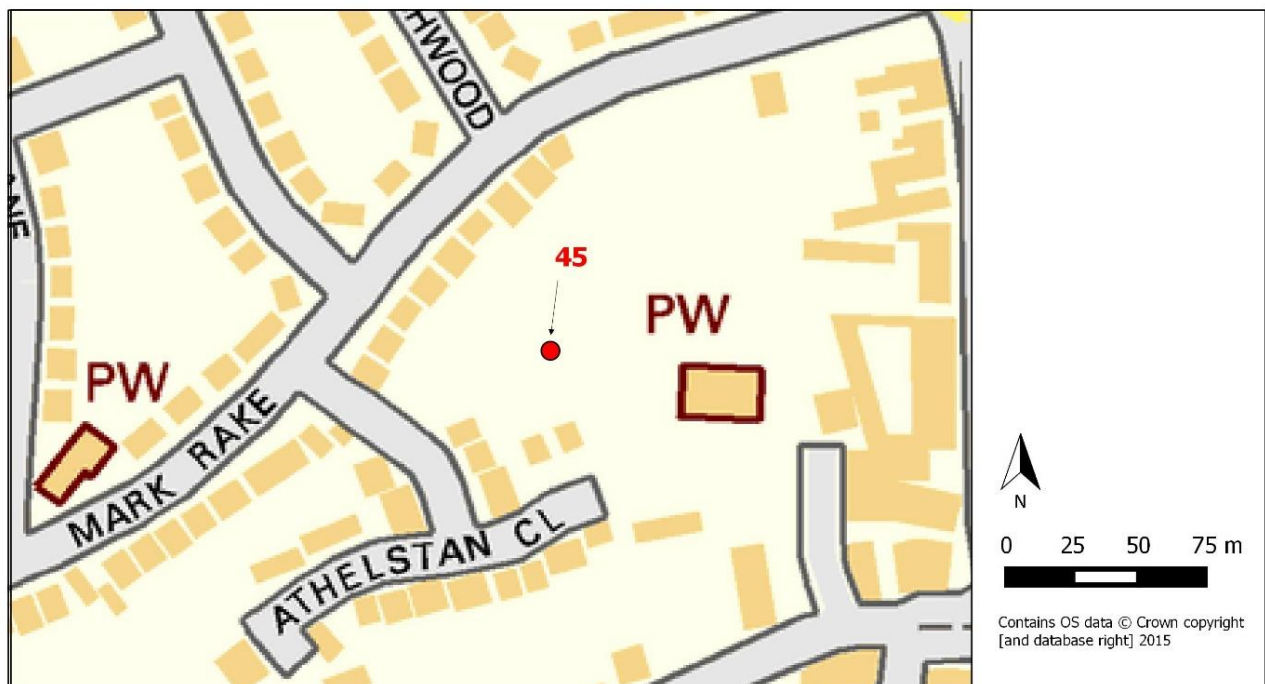 HWOOD
ANE
45
PW
PW
MARK RAKE
ATHELSTAN CL
N
0 25 50 75 m
Contains OS data © Crown copyright
[and database right] 2015